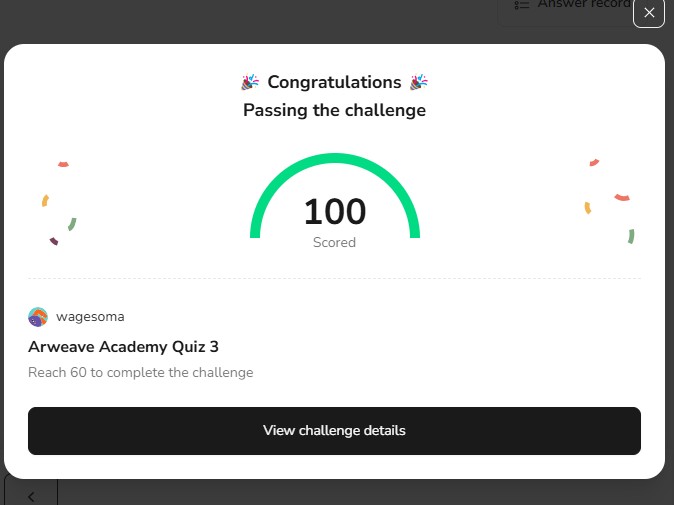 Answer record
🎉 Congratulations 🎉
Passing the challenge
100
Scored
wagesoma
Arweave Academy Quiz 3
Reach 60 to complete the challenge
View challenge details